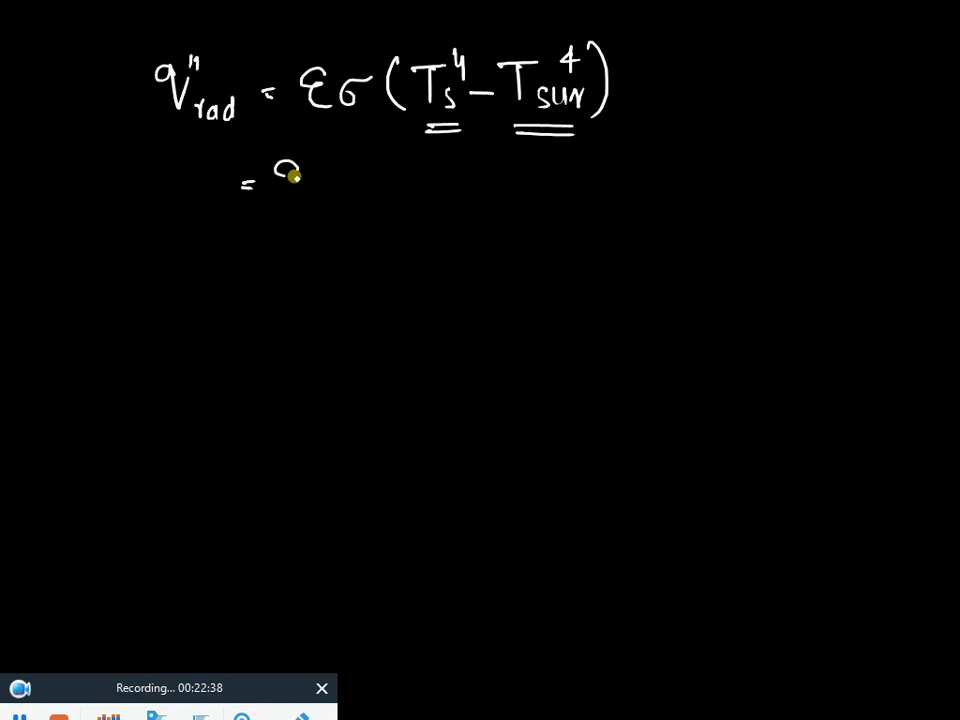 q"rad = εσ (Ts⁴ – Tsur⁴)
=
Recording... 00:22:38